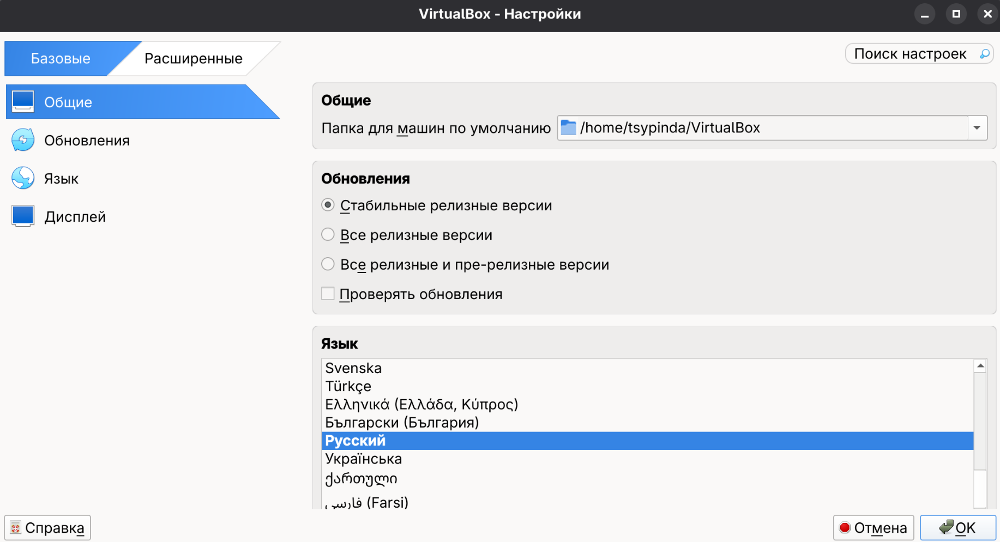 VirtualBox - Настройки
Базовые
Расширенные
Поиск настроек
Общие
Обновления
Язык
Дисплей
Общие
Папка для машин по умолчанию
/home/tsypinda/VirtualBox
Обновления
Стабильные релизные версии
Все релизные версии
Все релизные и пре-релизные версии
Проверять обновления
Язык
Svenska
Türkçe
Ελληνικά (Ελλάδα, Κύπρος)
Български (България)
Русский
Українська
ქართული
فارسی (Farsi)
Справка
Отмена
OK